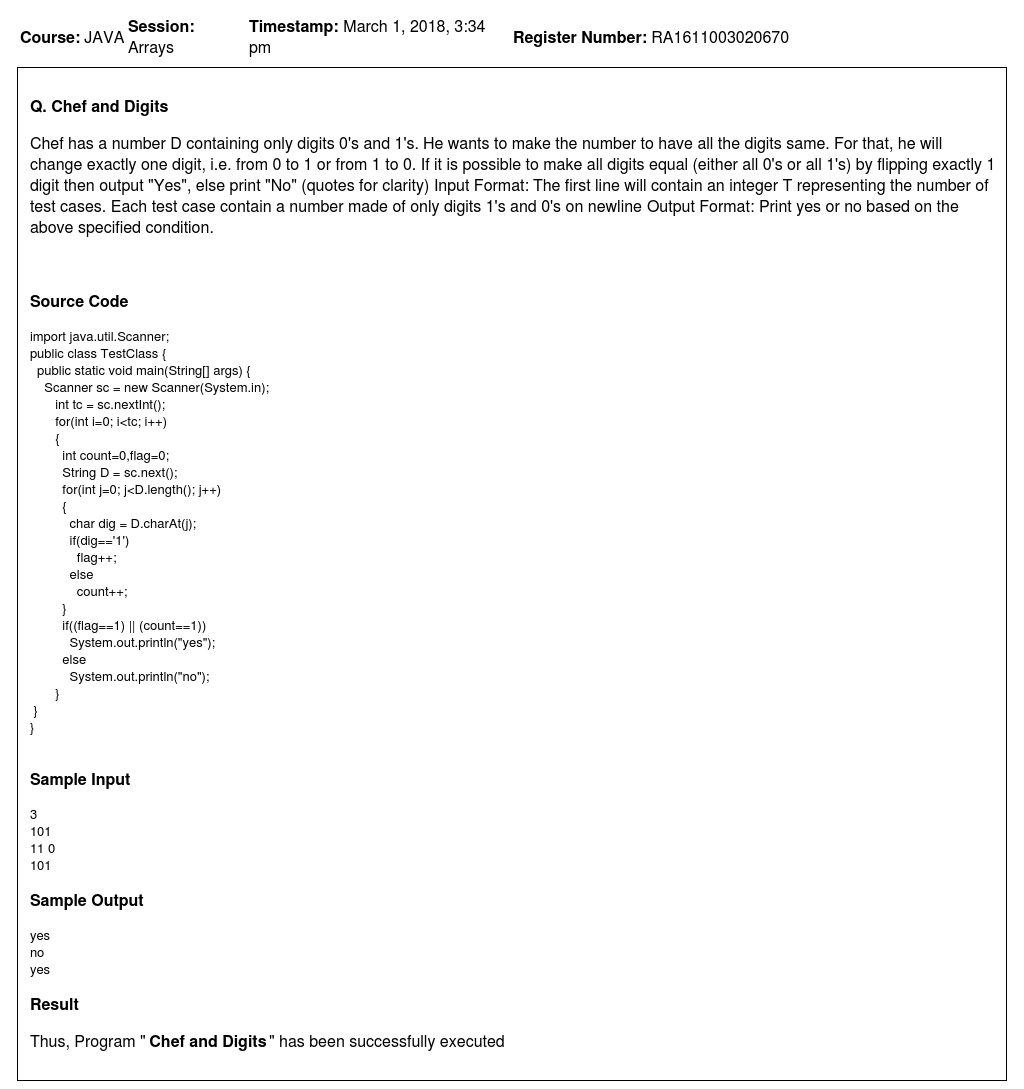 Course: JAVA Session: Arrays Timestamp: March 1, 2018, 3:34 pm Register Number: RA1611003020670
Q. Chef and Digits
Chef has a number D containing only digits 0's and 1's. He wants to make the number to have all the digits same. For that, he will
change exactly one digit, i.e. from 0 to 1 or from 1 to 0. If it is possible to make all digits equal (either all 0's or all 1's) by flipping exactly 1
digit then output "Yes", else print "No" (quotes for clarity) Input Format: The first line will contain an integer T representing the number of
test cases. Each test case contain a number made of only digits 1's and 0's on newline Output Format: Print yes or no based on the
above specified condition.
Source Code
import java.util.Scanner;
public class TestClass {
  public static void main(String[] args) {
    Scanner sc = new Scanner(System.in);
       int tc = sc.nextInt();
       for(int i=0; i<tc; i++)
       {
         int count=0,flag=0;
         String D = sc.next();
         for(int j=0; j<D.length(); j++)
         {
           char dig = D.charAt(j);
           if(dig=='1')
             flag++;
           else
             count++;
         }
         if((flag==1) || (count==1))
           System.out.println("yes");
         else
           System.out.println("no");
       }
 }
}
Sample Input
3
101
11 0
101
Sample Output
yes
no
yes
Result
Thus, Program " Chef and Digits" has been successfully executed